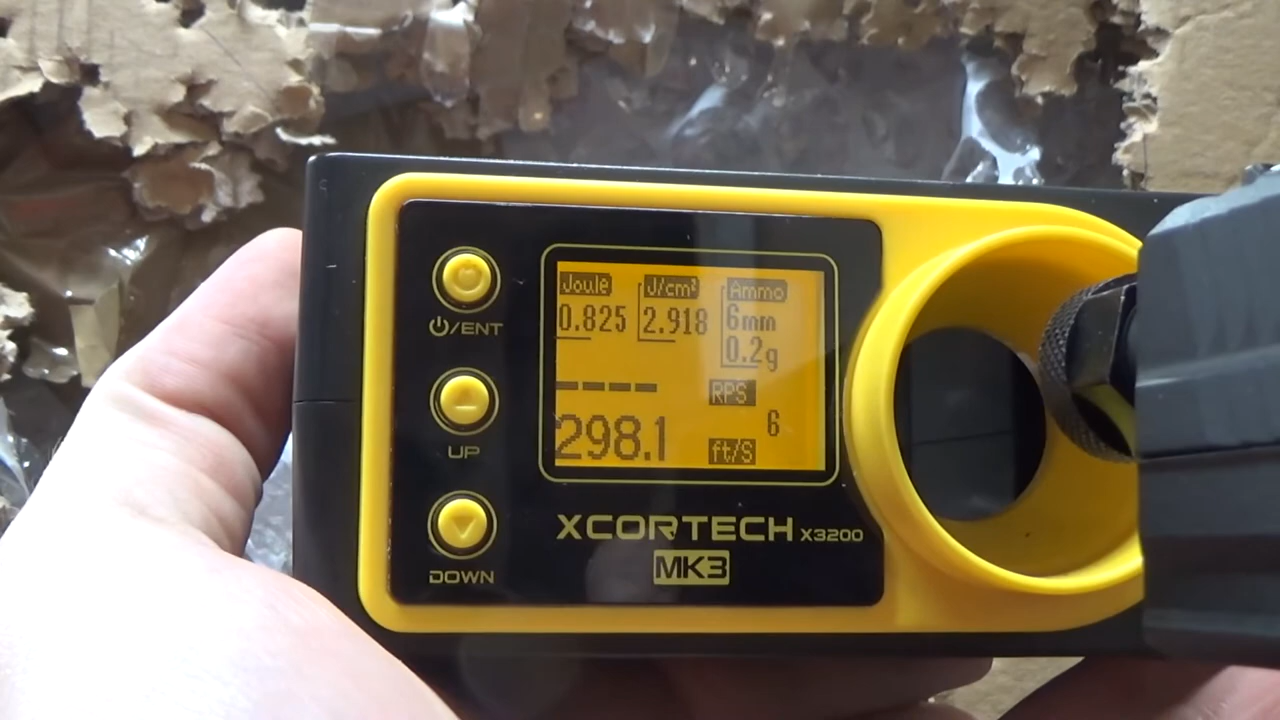 Joule J/cm² Ammo
0.825 2.918 6mm
0.2g
---- RPS
6
298.1 ft/S
⏻/ENT
UP
DOWN
XCORTECH X3200
MK3